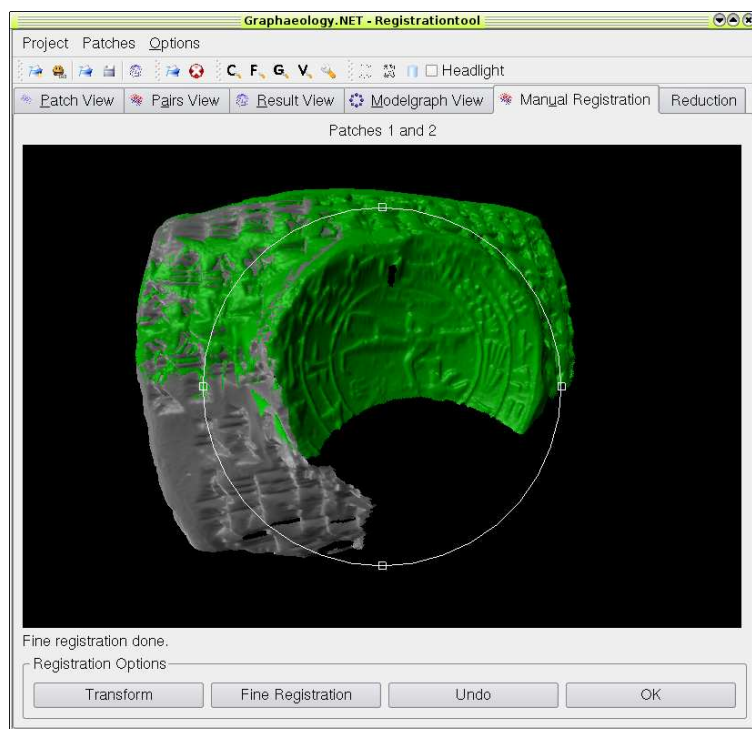 Graphaeology.NET - Registrationtool
Project Patches Options
C F G V Headlight
Patch View Pairs View Result View Modelgraph View Manual Registration Reduction
Patches 1 and 2
Fine registration done.
Registration Options
Transform Fine Registration Undo OK